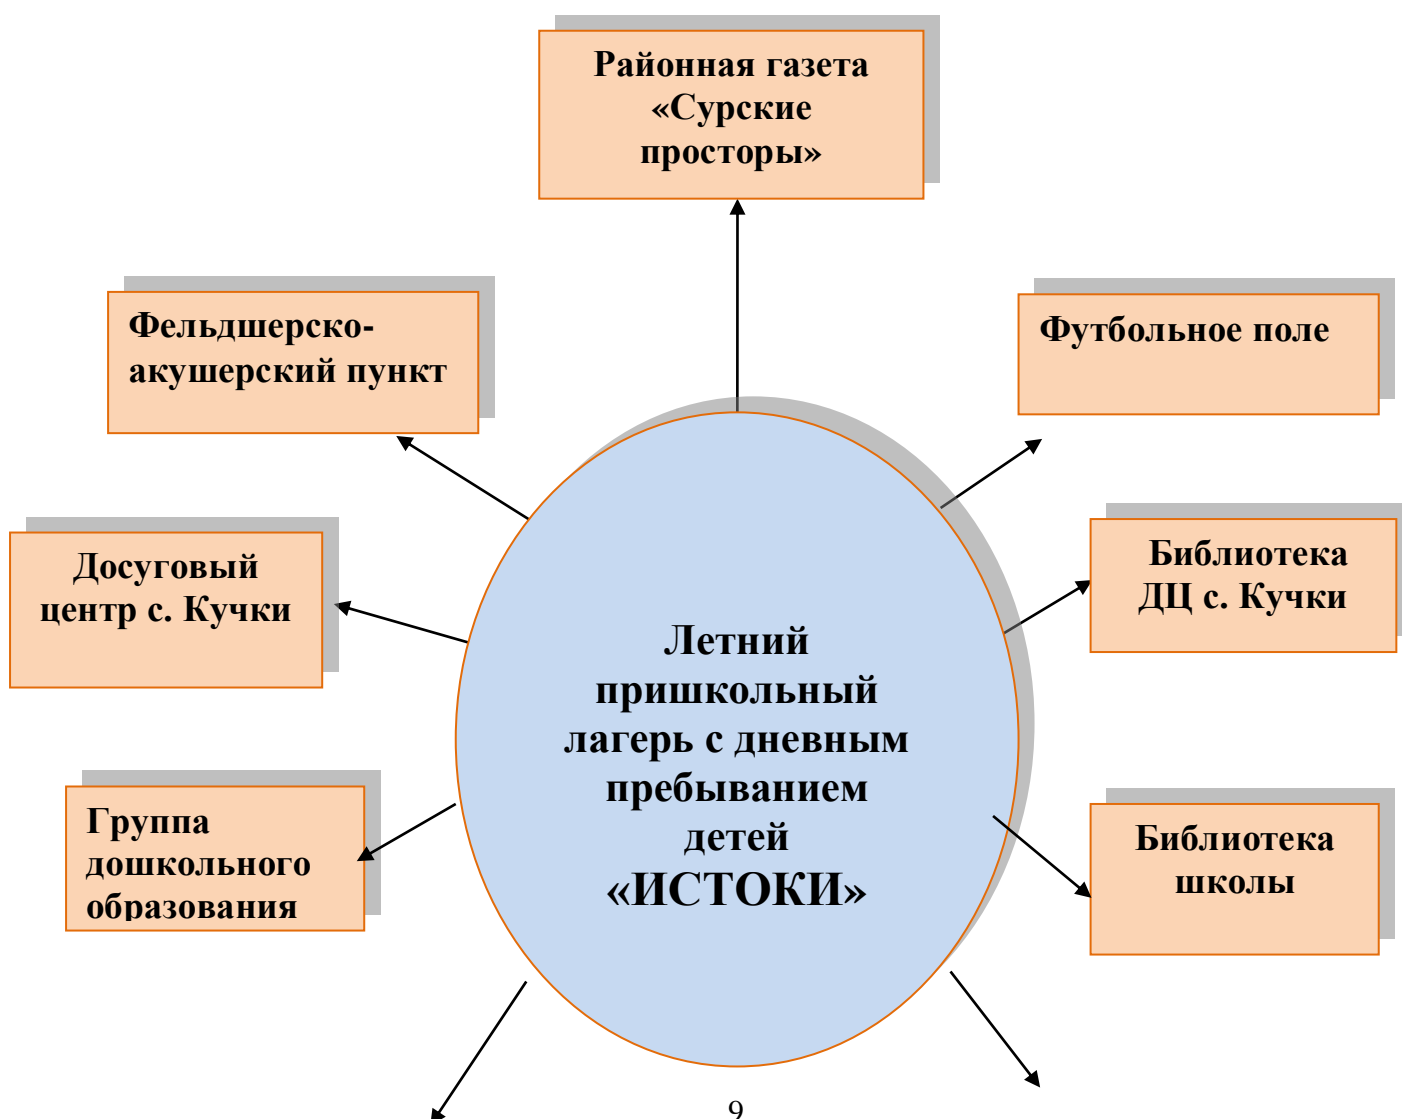 Районная газета
«Сурские
просторы»
Фельдшерско-
акушерский пункт
Футбольное поле
Досуговый
центр с. Кучки
Библиотека
ДЦ с. Кучки
Летний
пришкольный
лагерь с дневным
пребыванием
детей
«ИСТОКИ»
Группа
дошкольного
образования
Библиотека
школы
9